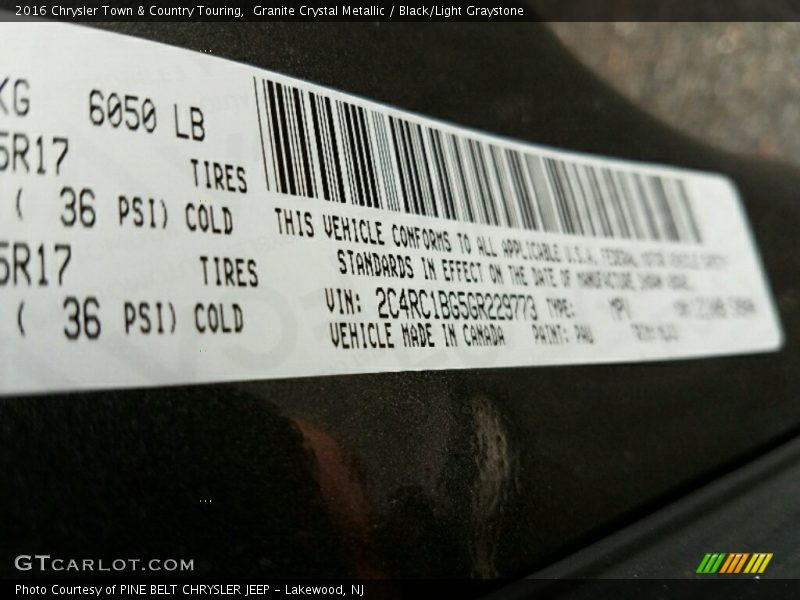 2016 Chrysler Town & Country Touring,  Granite Crystal Metallic / Black/Light Graystone
KG 6050 LB
5R17 TIRES
( 36 PSI) COLD
5R17 TIRES
( 36 PSI) COLD
THIS VEHICLE CONFORMS TO ALL APPLICABLE U.S.A. FEDERAL MOTOR VEHICLE SAFETY
STANDARDS IN EFFECT ON THE DATE OF MANUFACTURE SHOWN ABOVE.
VIN: 2C4RC1BG5GR229773 TYPE: MPV
VEHICLE MADE IN CANADA PAINT: PAU
GTCARLOT.COM
Photo Courtesy of PINE BELT CHRYSLER JEEP - Lakewood, NJ